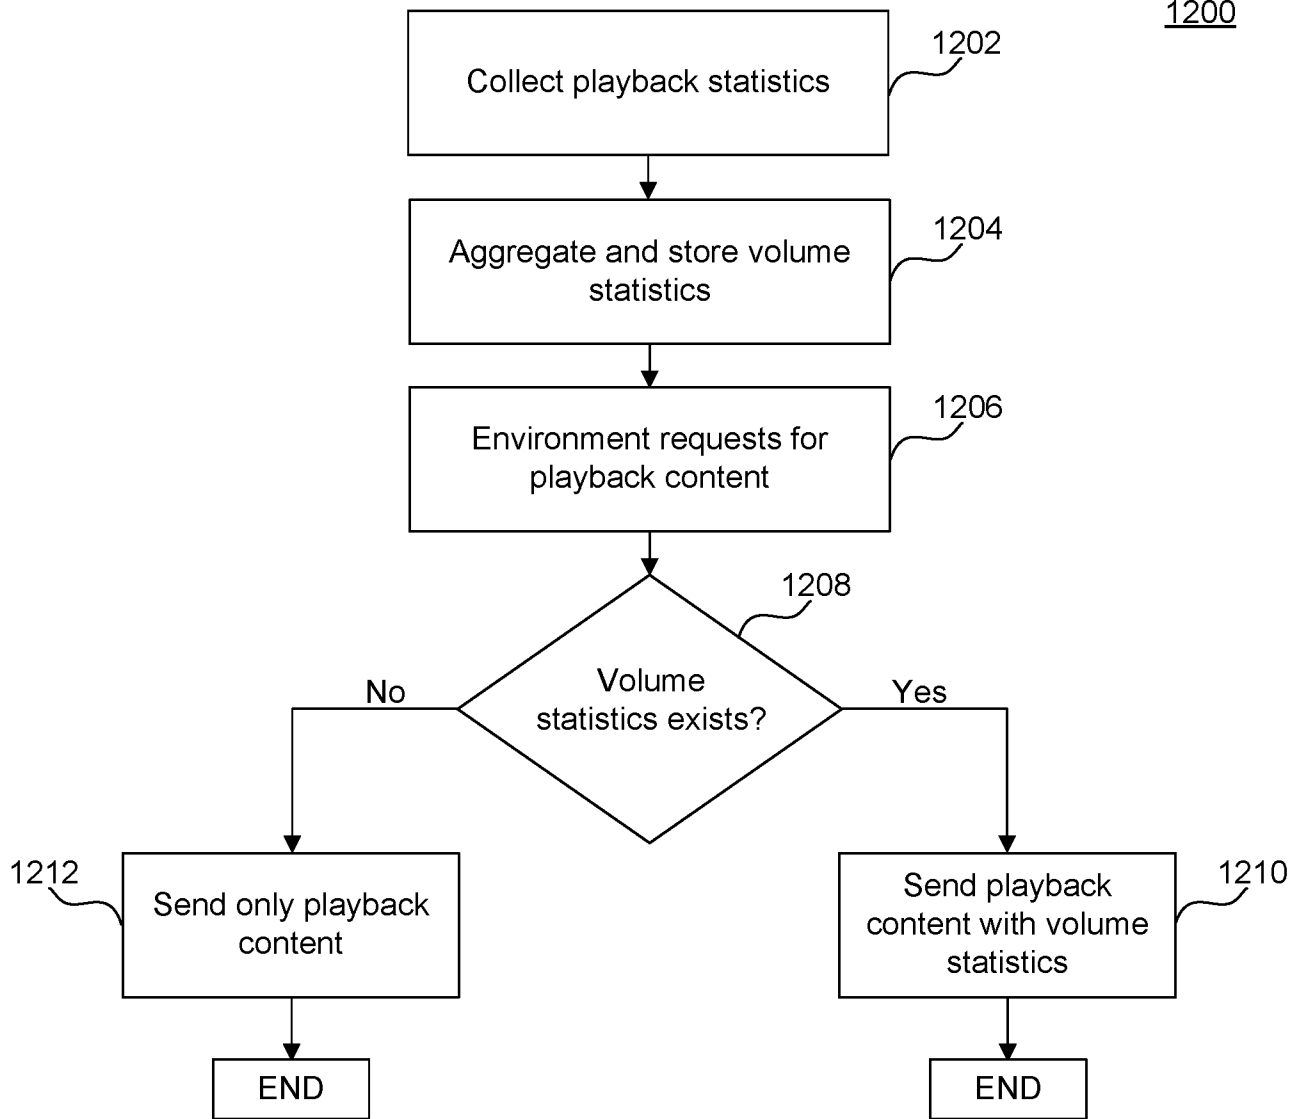 1200
1202
Collect playback statistics
1204
Aggregate and store volume
statistics
1206
Environment requests for
playback content
1208
Volume
statistics exists?
No
Yes
1212
Send only playback
content
1210
Send playback
content with volume
statistics
END
END